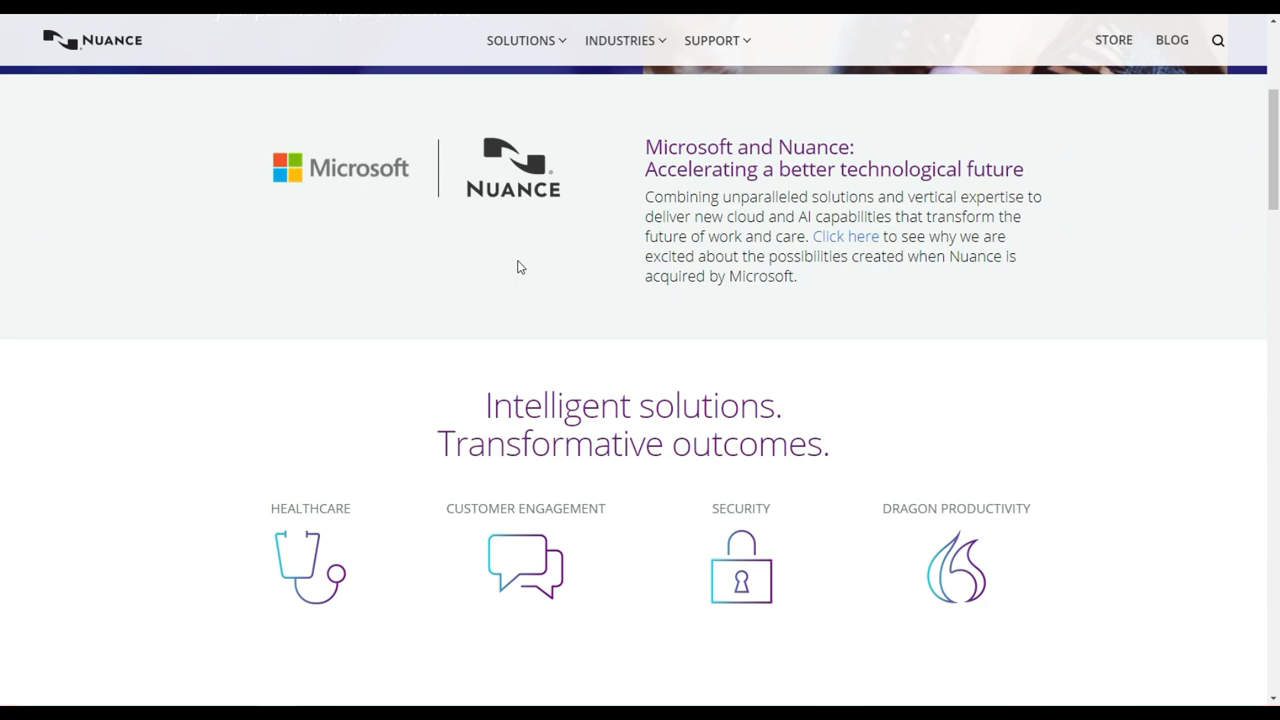 NUANCE
SOLUTIONS
INDUSTRIES
SUPPORT
STORE
BLOG
Microsoft
NUANCE
Microsoft and Nuance:
Accelerating a better technological future
Combining unparalleled solutions and vertical expertise to
deliver new cloud and AI capabilities that transform the
future of work and care. Click here to see why we are
excited about the possibilities created when Nuance is
acquired by Microsoft.
Intelligent solutions.
Transformative outcomes.
HEALTHCARE
CUSTOMER ENGAGEMENT
SECURITY
DRAGON PRODUCTIVITY